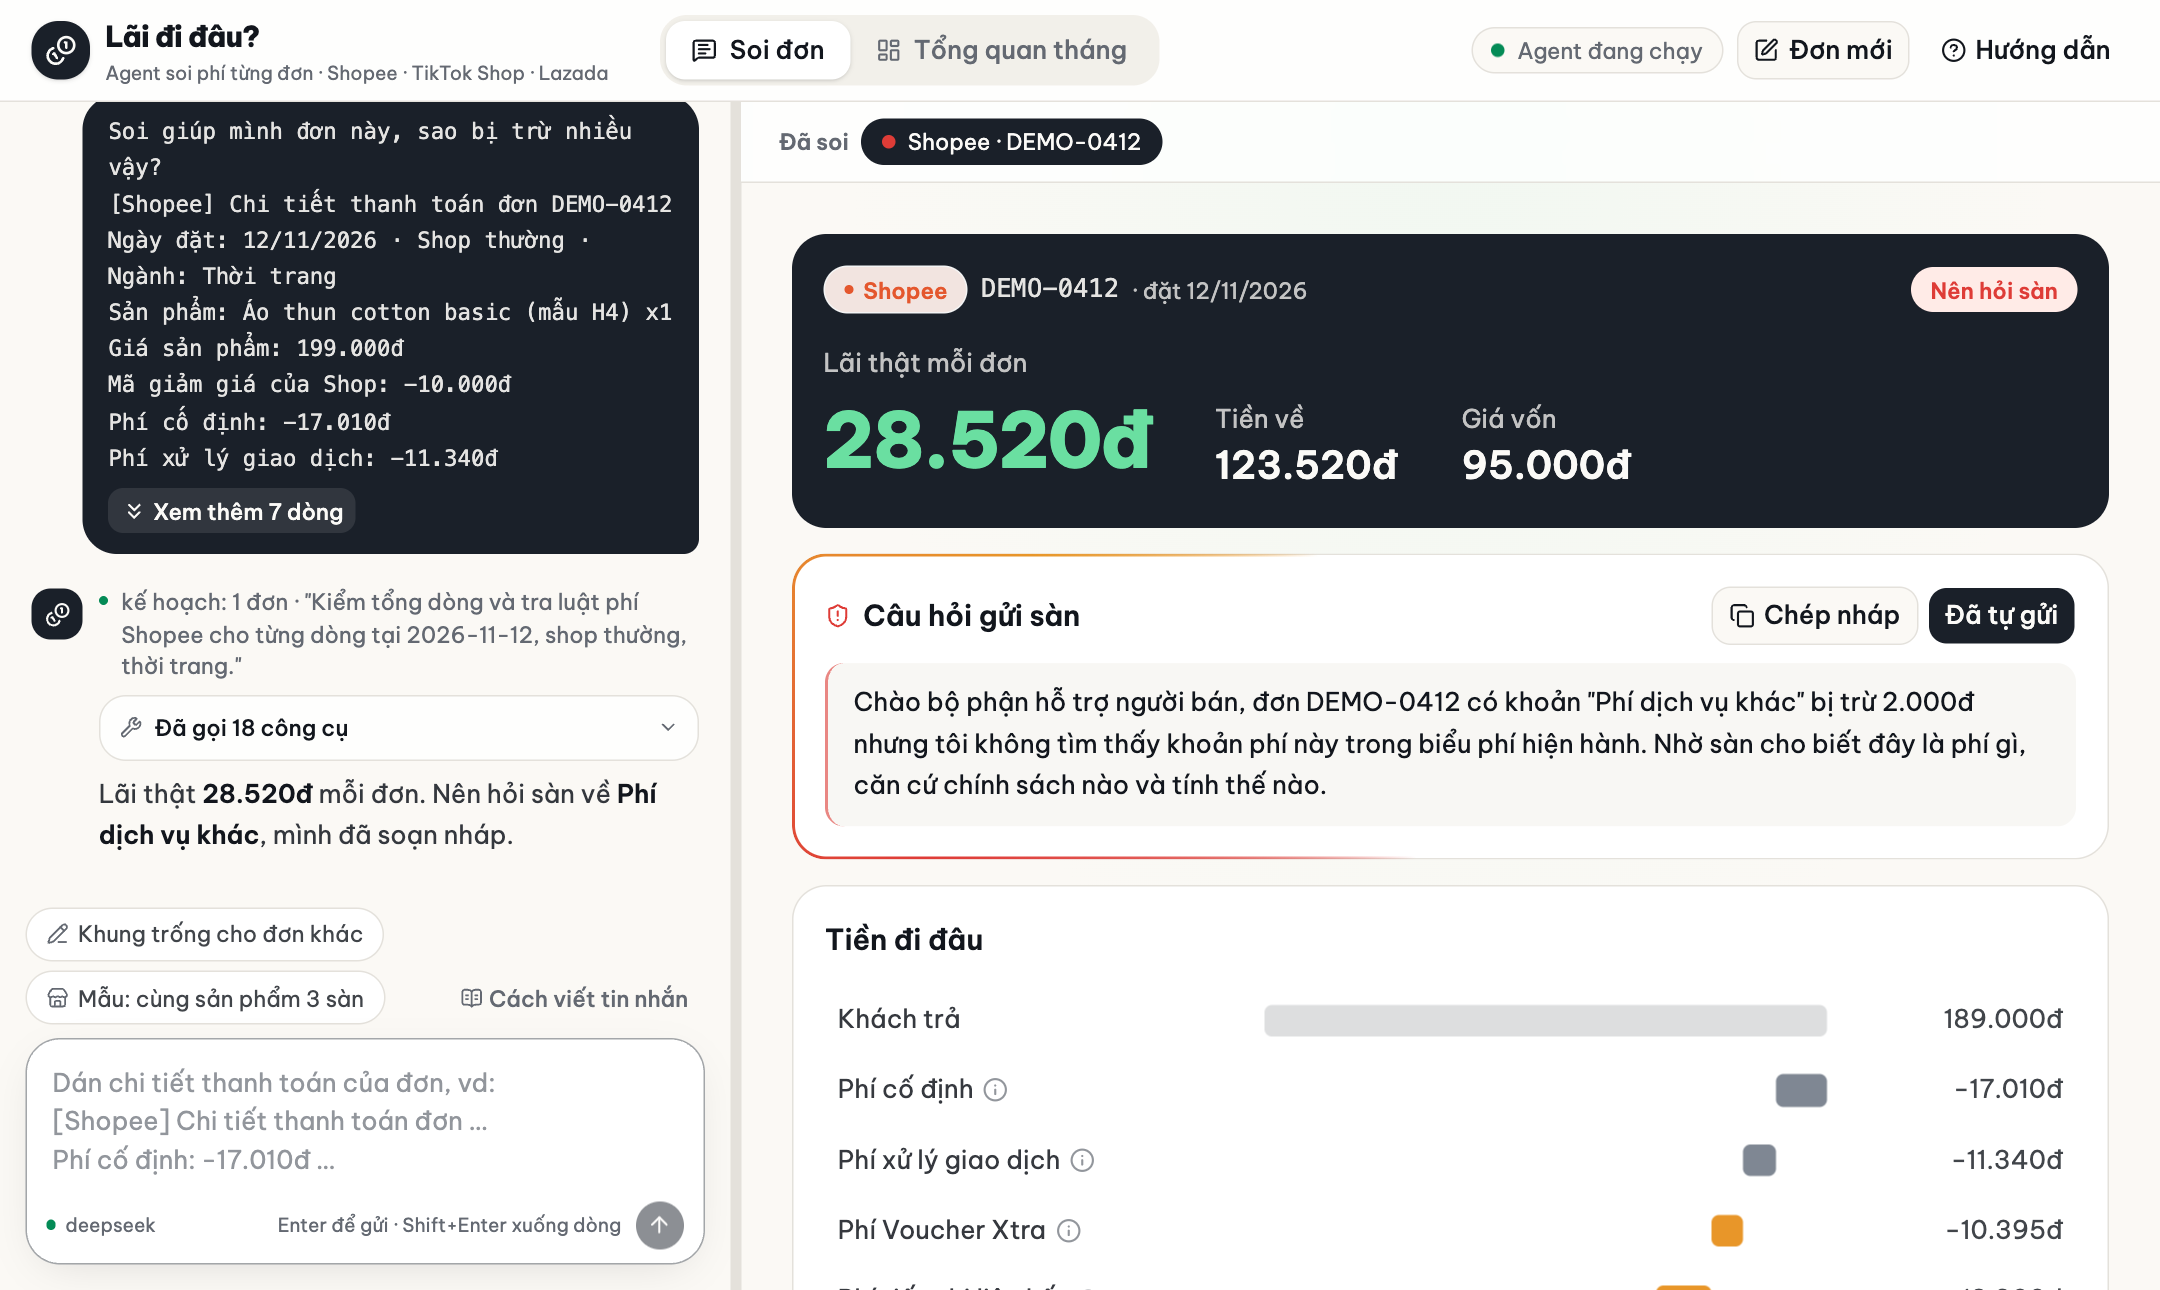 Lãi đi đâu?
Agent soi phí từng đơn · Shopee · TikTok Shop · Lazada
Soi đơn
Tổng quan tháng
Agent đang chạy
Đơn mới
Hướng dẫn
Soi giúp mình đơn này, sao bị trừ nhiều
vậy?
[Shopee] Chi tiết thanh toán đơn DEMO-0412
Ngày đặt: 12/11/2026 · Shop thường ·
Ngành: Thời trang
Sản phẩm: Áo thun cotton basic (mẫu H4) x1
Giá sản phẩm: 199.000đ
Mã giảm giá của Shop: -10.000đ
Phí cố định: -17.010đ
Phí xử lý giao dịch: -11.340đ
Xem thêm 7 dòng
kế hoạch: 1 đơn · "Kiểm tổng dòng và tra luật phí
Shopee cho từng dòng tại 2026-11-12, shop thường,
thời trang."
Đã gọi 18 công cụ
Lãi thật 28.520đ mỗi đơn. Nên hỏi sàn về Phí
dịch vụ khác, mình đã soạn nháp.
Khung trống cho đơn khác
Mẫu: cùng sản phẩm 3 sàn
Cách viết tin nhắn
Dán chi tiết thanh toán của đơn, vd:
[Shopee] Chi tiết thanh toán đơn ...
Phí cố định: -17.010đ ...
deepseek
Enter để gửi · Shift+Enter xuống dòng
Đã soi
Shopee · DEMO-0412
Shopee
DEMO-0412
· đặt 12/11/2026
Nên hỏi sàn
Lãi thật mỗi đơn
28.520đ
Tiền về
123.520đ
Giá vốn
95.000đ
Câu hỏi gửi sàn
Chép nháp
Đã tự gửi
Chào bộ phận hỗ trợ người bán, đơn DEMO-0412 có khoản "Phí dịch vụ khác" bị trừ 2.000đ
nhưng tôi không tìm thấy khoản phí này trong biểu phí hiện hành. Nhờ sàn cho biết đây là phí gì,
căn cứ chính sách nào và tính thế nào.
Tiền đi đâu
Khách trả
189.000đ
Phí cố định
-17.010đ
Phí xử lý giao dịch
-11.340đ
Phí Voucher Xtra
-10.395đ